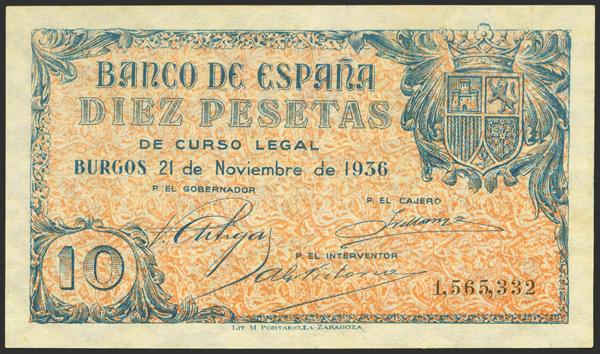 BANCO DE ESPAÑA
DIEZ PESETAS
DE CURSO LEGAL
BURGOS 21 de Noviembre de 1936
P. EL GOBERNADOR
P. EL CAJERO
P. EL INTERVENTOR
10
1,565,332
LIT. M PORTABELLA-ZARAGOZA